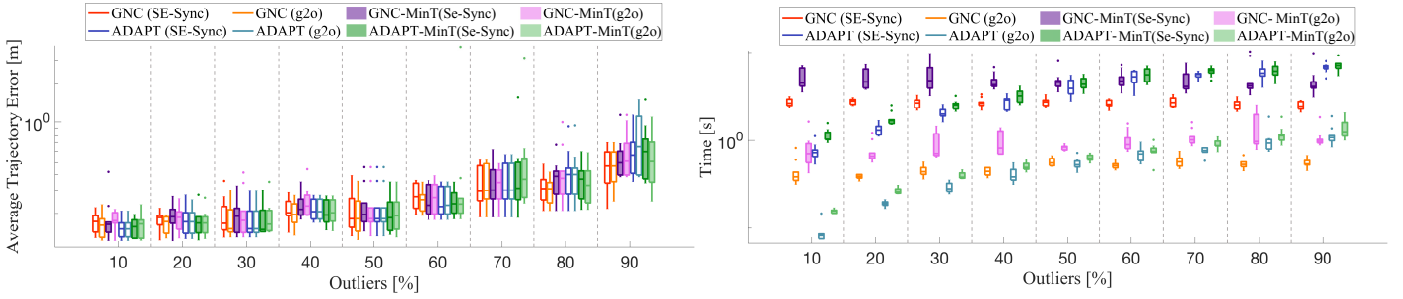 GNC (SE-Sync) GNC (g2o) GNC-MinT(Se-Sync) GNC-MinT(g2o)
ADAPT (SE-Sync) ADAPT (g2o) ADAPT-MinT(Se-Sync) ADAPT-MinT(g2o)
Average Trajectory Error [m]
10⁰
10 20 30 40 50 60 70 80 90
Outliers [%]
GNC (SE-Sync) GNC (g2o) GNC-MinT(Se-Sync) GNC- MinT(g2o)
ADAPT (SE-Sync) ADAPT (g2o) ADAPT-MinT(Se-Sync) ADAPT-MinT(g2o)
Time [s]
10⁰
10 20 30 40 50 60 70 80 90
Outliers [%]